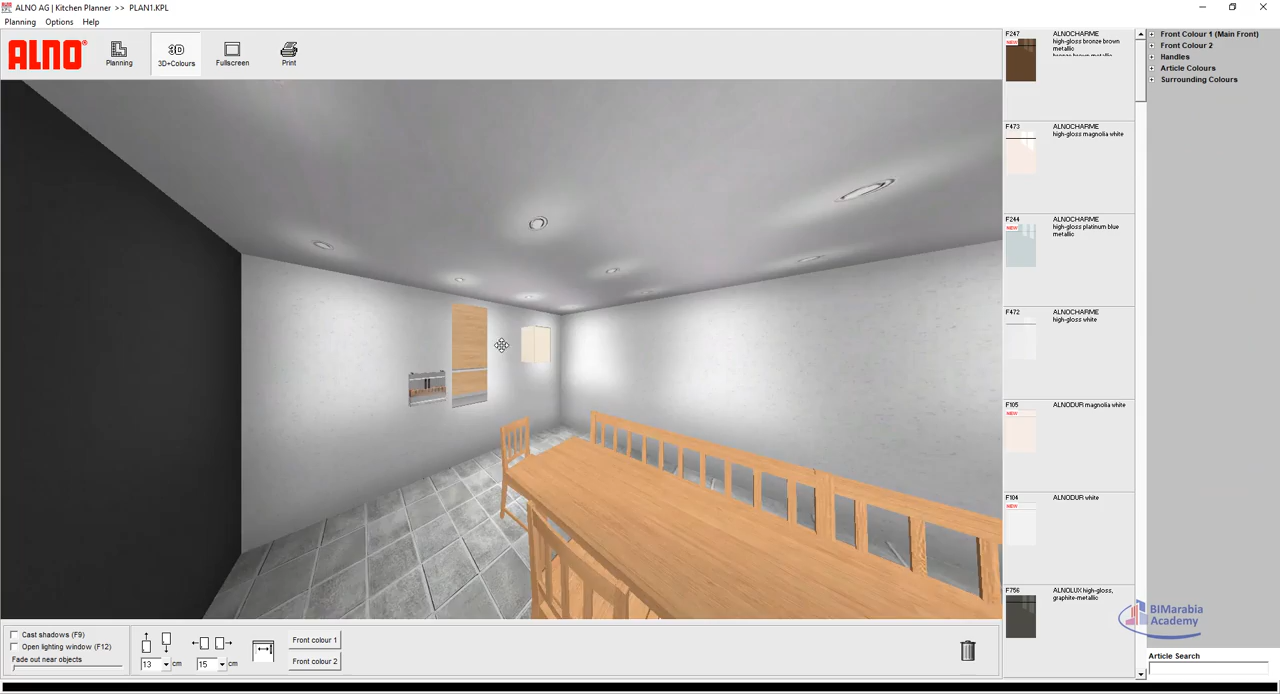 ALNO AG | Kitchen Planner >> PLAN1.KPL
Planning Options Help
ALNO®
Planning
3D
3D+Colours
Fullscreen
Print
F247
NEW
ALNOCHARME
high-gloss bronze brown
metallic
F473
ALNOCHARME
high-gloss magnolia white
F244
NEW
ALNOCHARME
high-gloss platinum blue
metallic
F472
ALNOCHARME
high-gloss white
F105
NEW
ALNODUR magnolia white
F104
NEW
ALNODUR white
F756
ALNOLUX high-gloss,
graphite-metallic
Front Colour 1 (Main Front)
Front Colour 2
Handles
Article Colours
Surrounding Colours
BIMarabia
Academy
Article Search
Cast shadows (F9)
Open lighting window (F12)
Fade out near objects
13 cm
15 cm
Front colour 1
Front colour 2